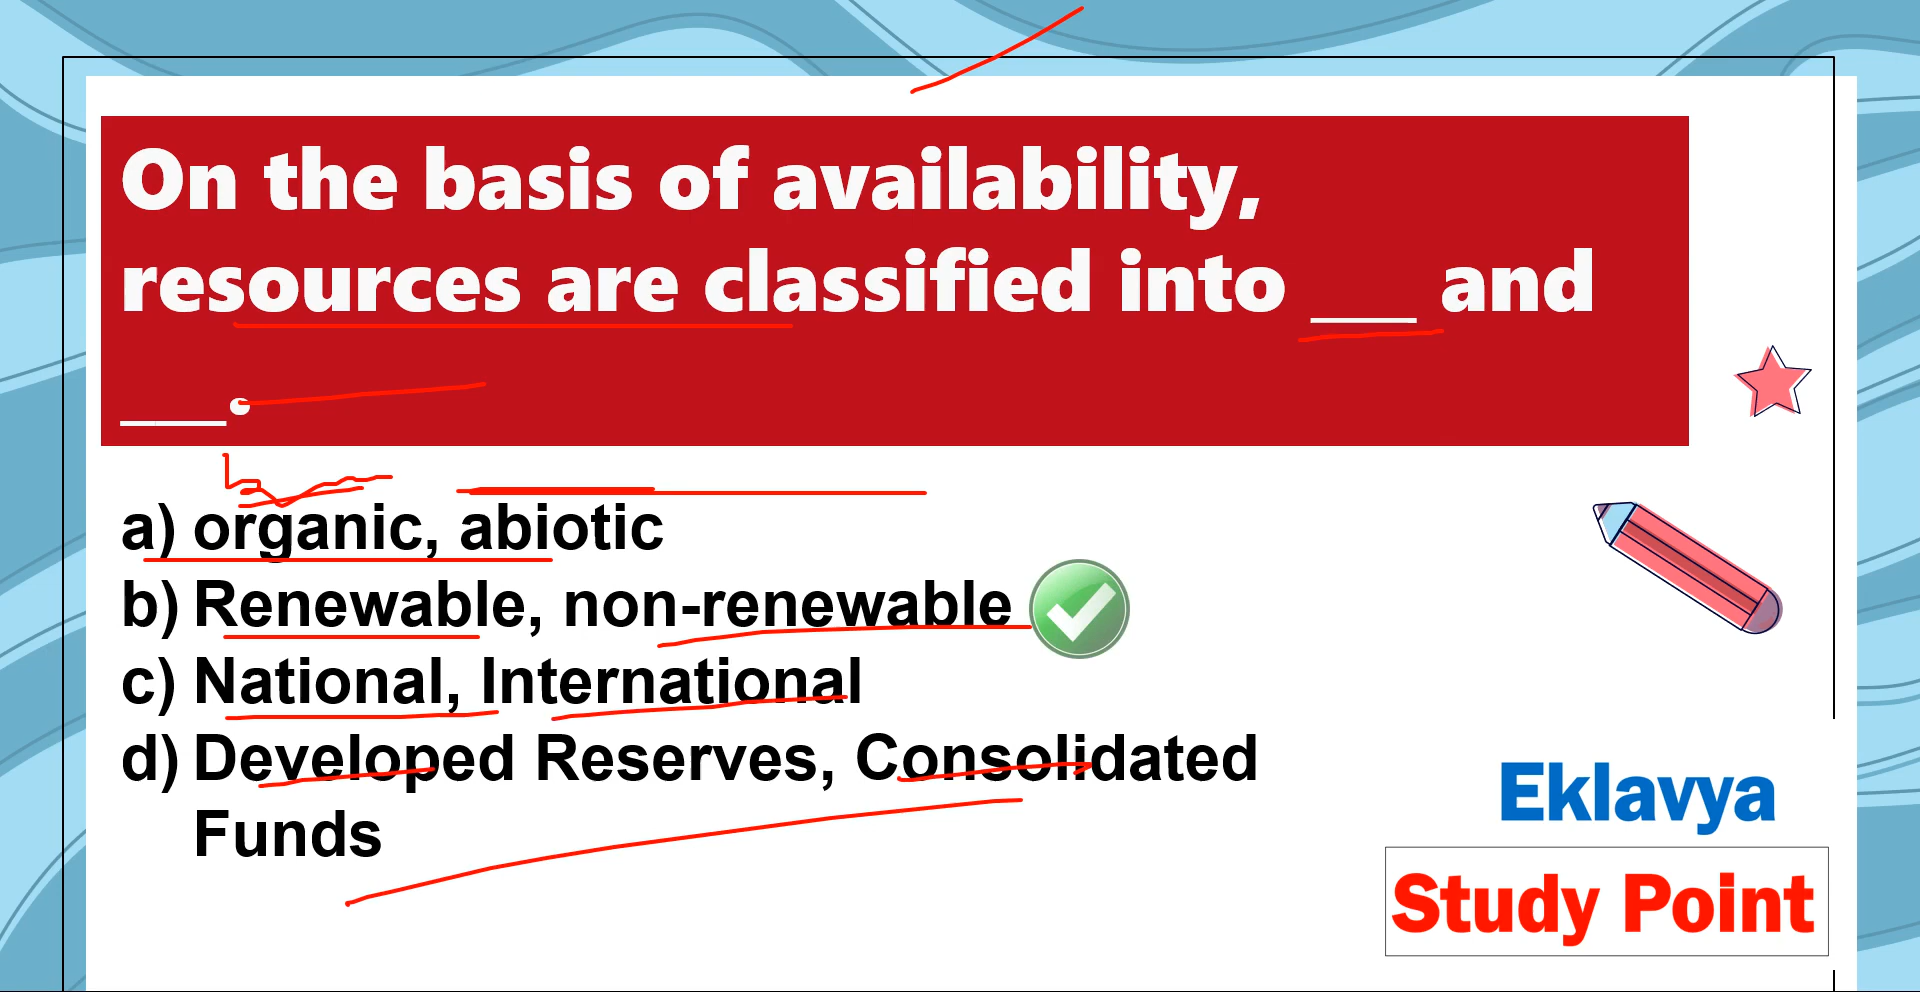 On the basis of availability,
resources are classified into ___ and
___.
a) organic, abiotic
b) Renewable, non-renewable
c) National, International
d) Developed Reserves, Consolidated
Funds
Eklavya
Study Point